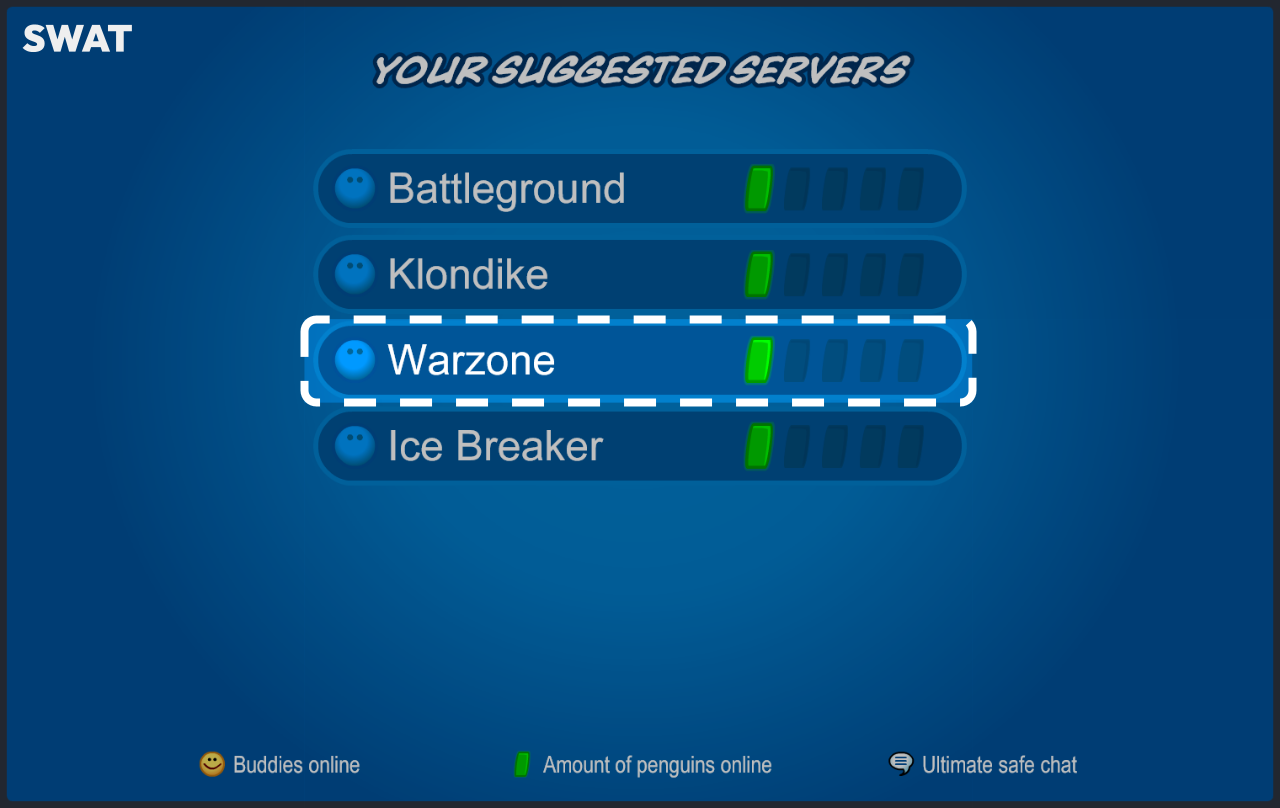 SWAT
YOUR SUGGESTED SERVERS
Battleground
Klondike
Warzone
Ice Breaker
Buddies online
Amount of penguins online
Ultimate safe chat